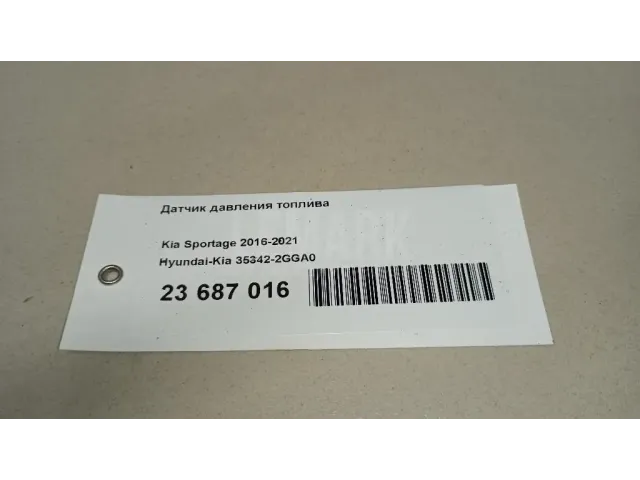 Датчик давления топлива
Kia Sportage 2016-2021
Hyundai-Kia 35342-2GGA0
23 687 016